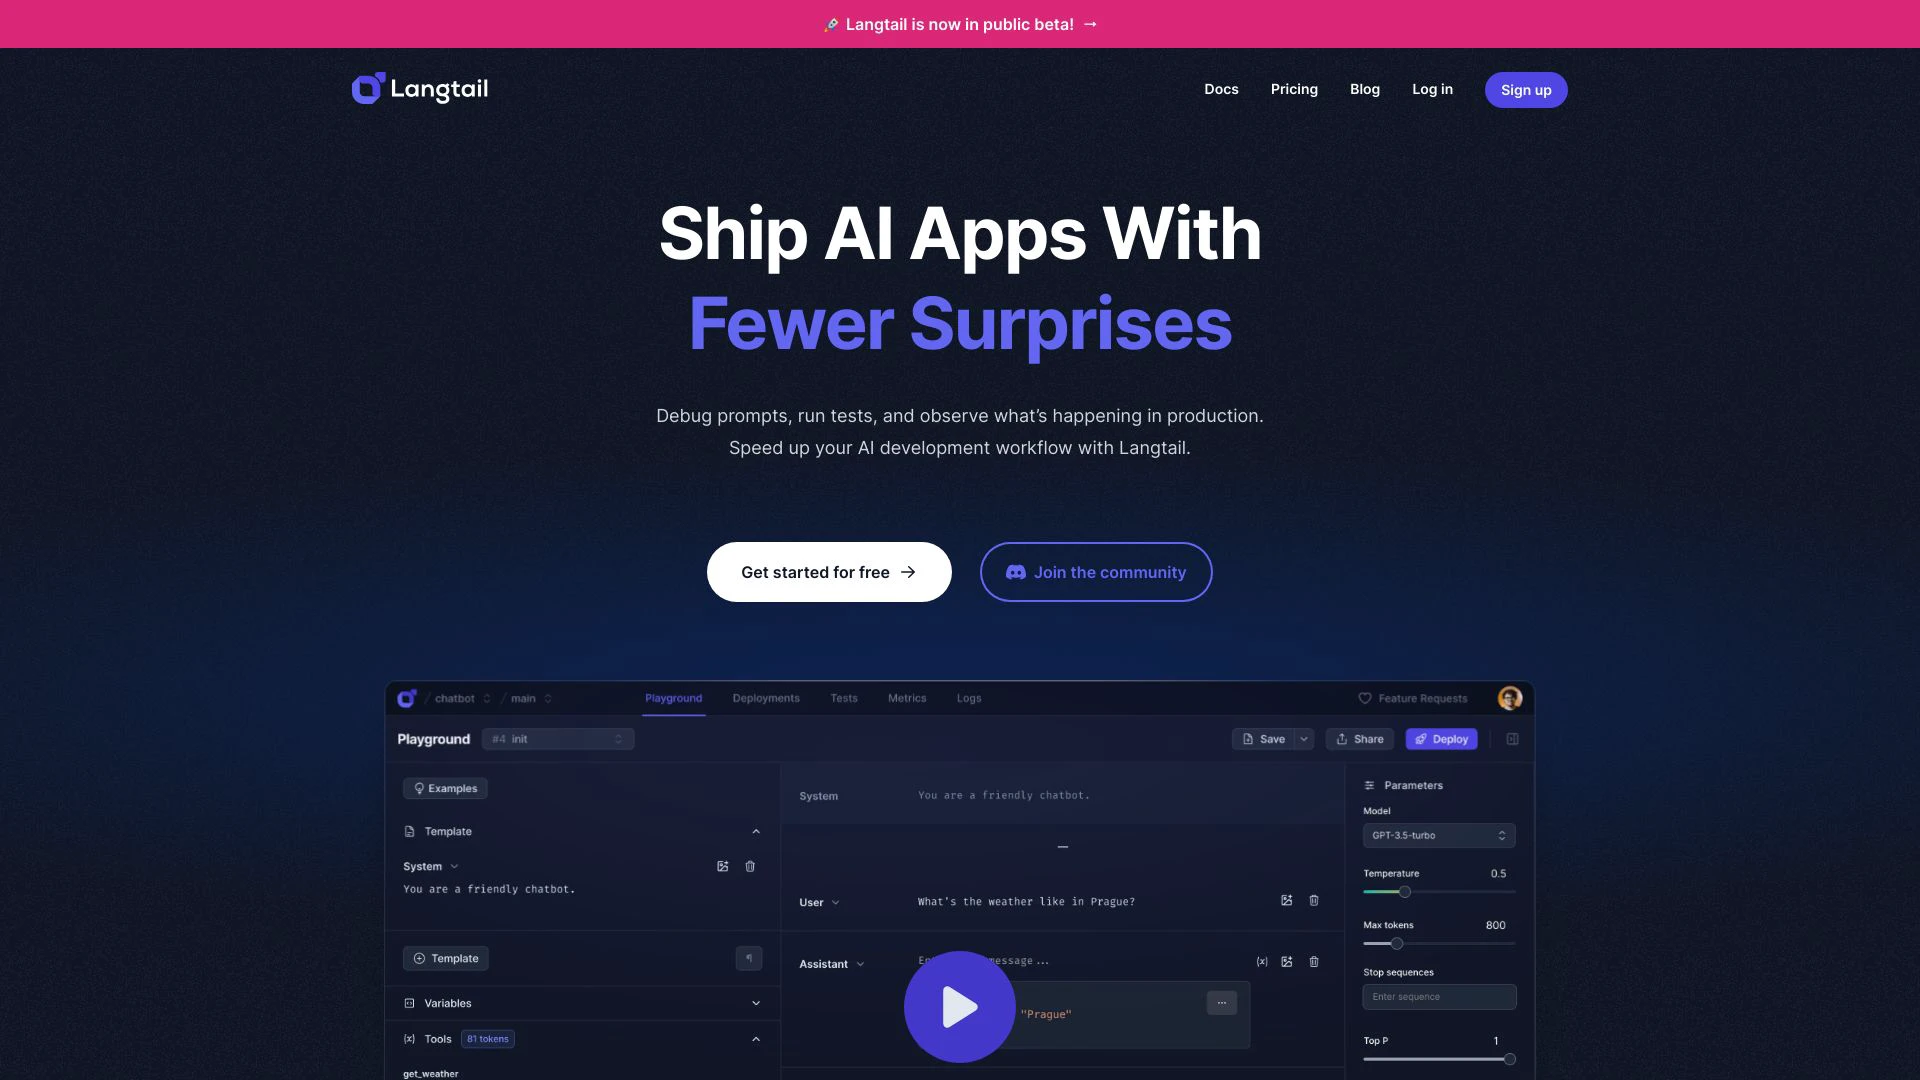 🚀 Langtail is now in public beta! →
Langtail
Docs
Pricing
Blog
Log in
Sign up
Ship AI Apps With
Fewer Surprises
Debug prompts, run tests, and observe what's happening in production.
Speed up your AI development workflow with Langtail.
Get started for free →
Join the community
/ chatbot / main
Playground
Deployments
Tests
Metrics
Logs
Feature Requests
Playground
#4 init
Save
Share
Deploy
Examples
Template
System
You are a friendly chatbot.
Template
Variables
Tools
81 tokens
get_weather
System
You are a friendly chatbot.
User
What's the weather like in Prague?
Assistant
message...
"Prague"
Parameters
Model
GPT-3.5-turbo
Temperature
0.5
Max tokens
800
Stop sequences
Enter sequence
Top P
1